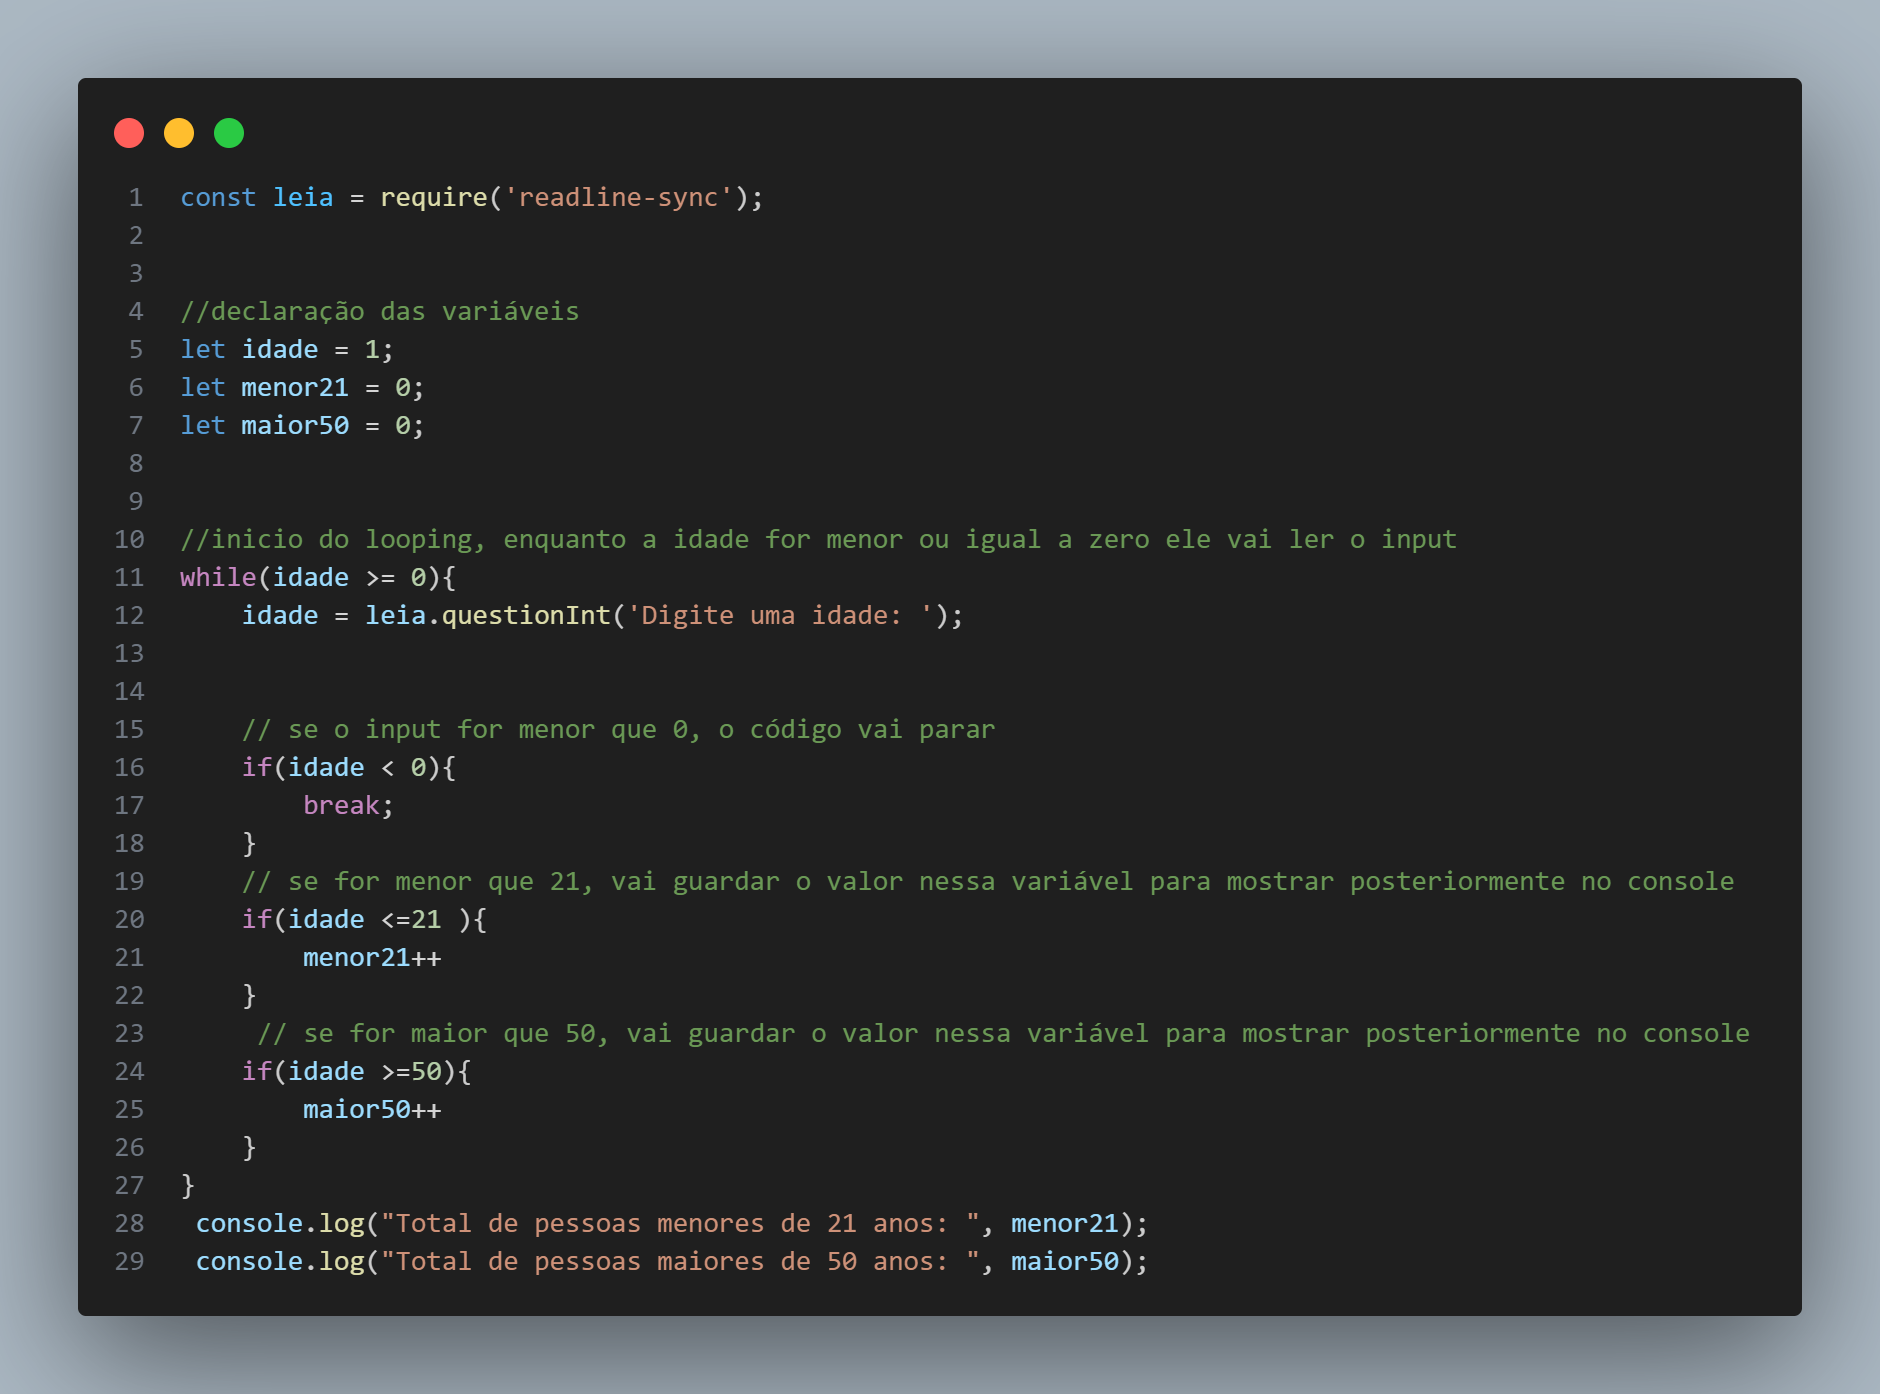 1 const leia = require('readline-sync');
2
3
4 //declaração das variáveis
5 let idade = 1;
6 let menor21 = 0;
7 let maior50 = 0;
8
9
10 //inicio do looping, enquanto a idade for menor ou igual a zero ele vai ler o input
11 while(idade >= 0){
12     idade = leia.questionInt('Digite uma idade: ');
13
14
15     // se o input for menor que 0, o código vai parar
16     if(idade < 0){
17         break;
18     }
19     // se for menor que 21, vai guardar o valor nessa variável para mostrar posteriormente no console
20     if(idade <=21 ){
21         menor21++
22     }
23      // se for maior que 50, vai guardar o valor nessa variável para mostrar posteriormente no console
24     if(idade >=50){
25         maior50++
26     }
27 }
28  console.log("Total de pessoas menores de 21 anos: ", menor21);
29  console.log("Total de pessoas maiores de 50 anos: ", maior50);